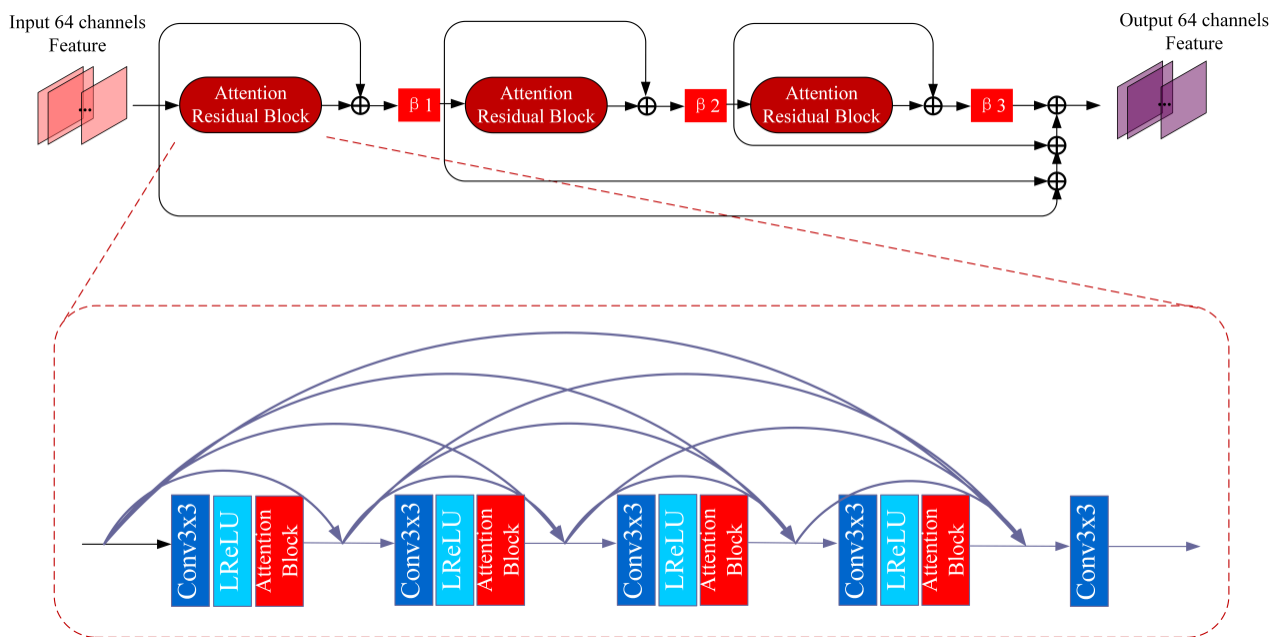 Input 64 channels
Feature
Output 64 channels
Feature
...
Attention
Residual Block
β 1
Attention
Residual Block
β 2
Attention
Residual Block
β 3
...
Conv3x3
LReLU
Attention
Block
Conv3x3
LReLU
Attention
Block
Conv3x3
LReLU
Attention
Block
Conv3x3
LReLU
Attention
Block
Conv3x3